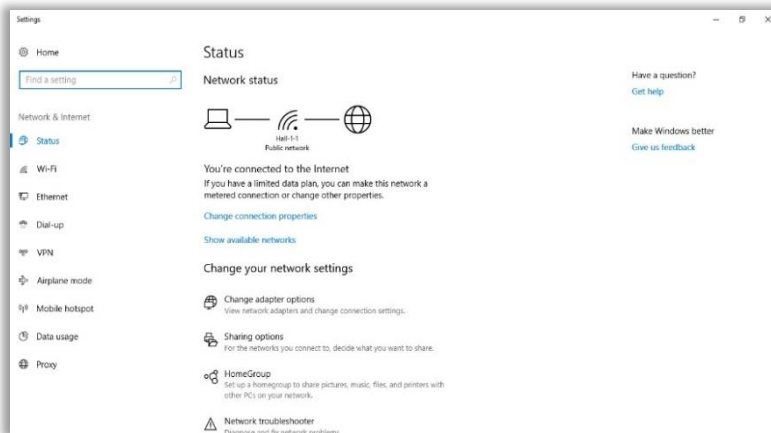 Settings
Home
Find a setting
Network & Internet
Status
Wi-Fi
Ethernet
Dial-up
VPN
Airplane mode
Mobile hotspot
Data usage
Proxy
Status
Network status
Hall-1-1
Public network
You're connected to the Internet
If you have a limited data plan, you can make this network a
metered connection or change other properties.
Change connection properties
Show available networks
Change your network settings
Change adapter options
View network adapters and change connection settings.
Sharing options
For the networks you connect to, decide what you want to share.
HomeGroup
Set up a homegroup to share pictures, music, files, and printers with
other PCs on your network.
Network troubleshooter
Diagnose and fix network problems.
Have a question?
Get help
Make Windows better
Give us feedback